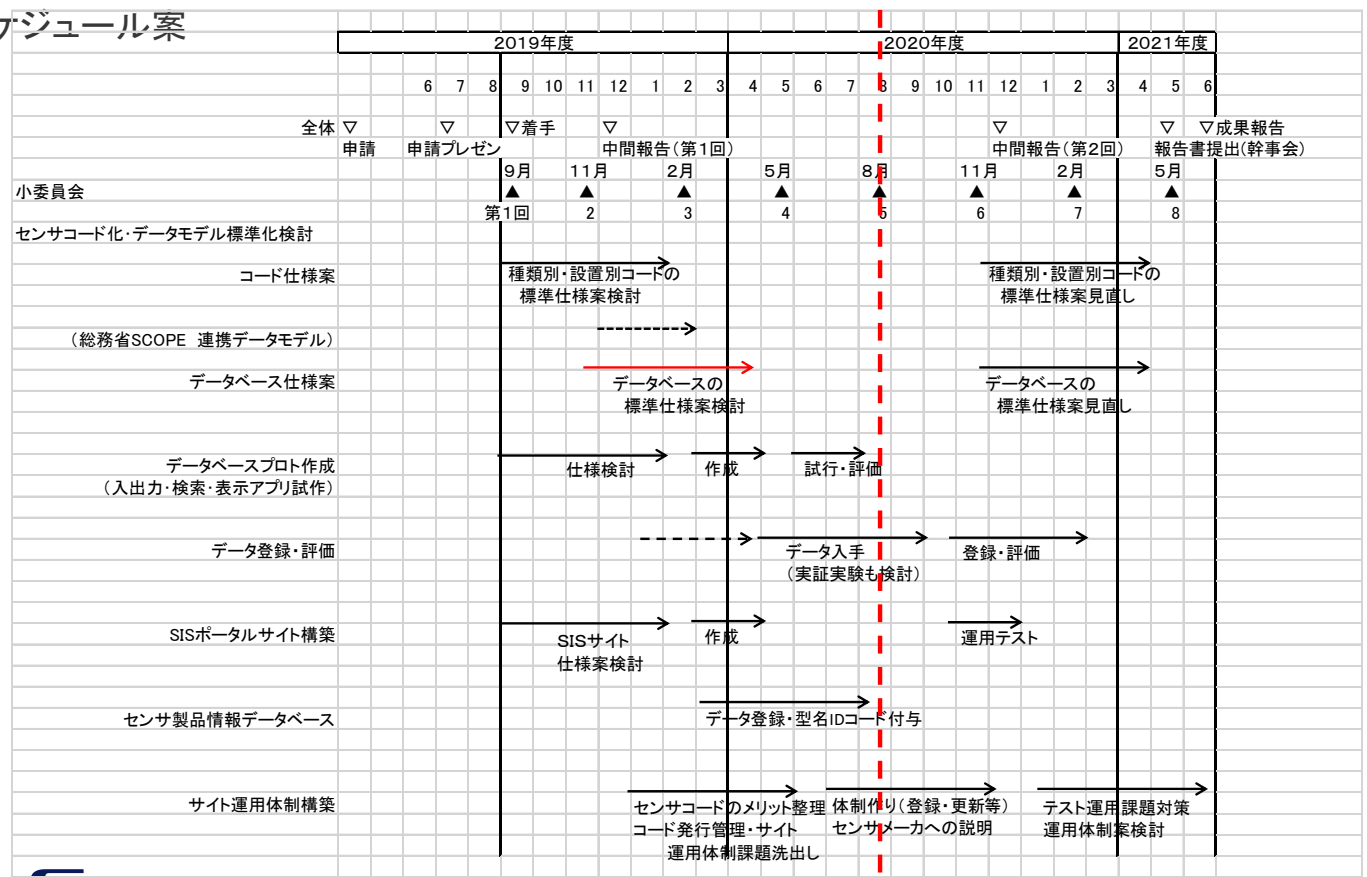 ケジュール案
2019年度 2020年度 2021年度
6 7 8 9 10 11 12 1 2 3 4 5 6 7 8 9 10 11 12 1 2 3 4 5 6
全体 ▽ ▽ ▽着手 ▽ ▽ ▽ ▽成果報告
申請 申請プレゼン 中間報告(第1回) 中間報告(第2回) 報告書提出(幹事会)
9月 11月 2月 5月 8月 11月 2月 5月
小委員会 ▲ ▲ ▲ ▲ ▲ ▲ ▲ ▲
第1回 2 3 4 5 6 7 8
センサコード化・データモデル標準化検討
コード仕様案
種類別・設置別コードの
標準仕様案検討
種類別・設置別コードの
標準仕様案見直し
(総務省SCOPE 連携データモデル)
データベース仕様案
データベースの
標準仕様案検討
データベースの
標準仕様案見直し
データベースプロト作成
(入出力・検索・表示アプリ試作)
仕様検討 作成 試行・評価
データ登録・評価
データ入手
(実証実験も検討)
登録・評価
SISポータルサイト構築
SISサイト
仕様案検討
作成
運用テスト
センサ製品情報データベース
データ登録・型名IDコード付与
サイト運用体制構築
センサコードのメリット整理
コード発行管理・サイト
運用体制課題洗出し
体制作り(登録・更新等)
センサメーカへの説明
テスト運用課題対策
運用体制案検討